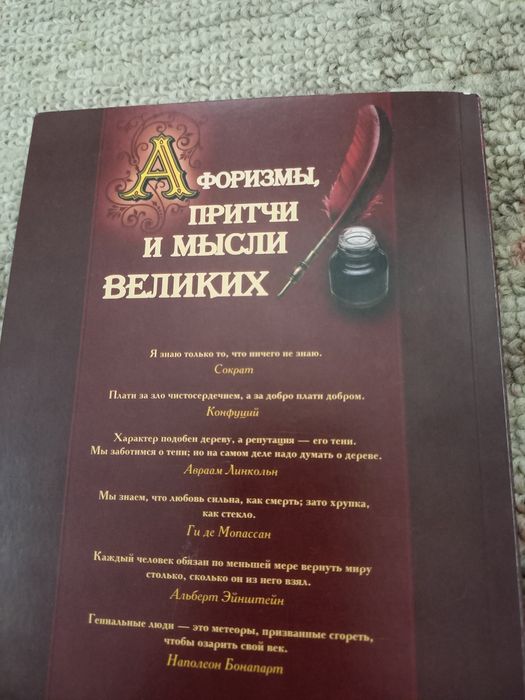 АФОРИЗМЫ,
ПРИТЧИ
И МЫСЛИ
ВЕЛИКИХ
Я знаю только то, что ничего не знаю.
Сократ
Плати за зло чистосердечием, а за добро плати добром.
Конфуций
Характер подобен дереву, а репутация — его тени.
Мы заботимся о тени; но на самом деле надо думать о дереве.
Авраам Линкольн
Мы знаем, что любовь сильна, как смерть; зато хрупка,
как стекло.
Ги де Мопассан
Каждый человек обязан по меньшей мере вернуть миру
столько, сколько он из него взял.
Альберт Эйнштейн
Гениальные люди — это метеоры, призванные сгореть,
чтобы озарить свой век.
Наполеон Бонапарт